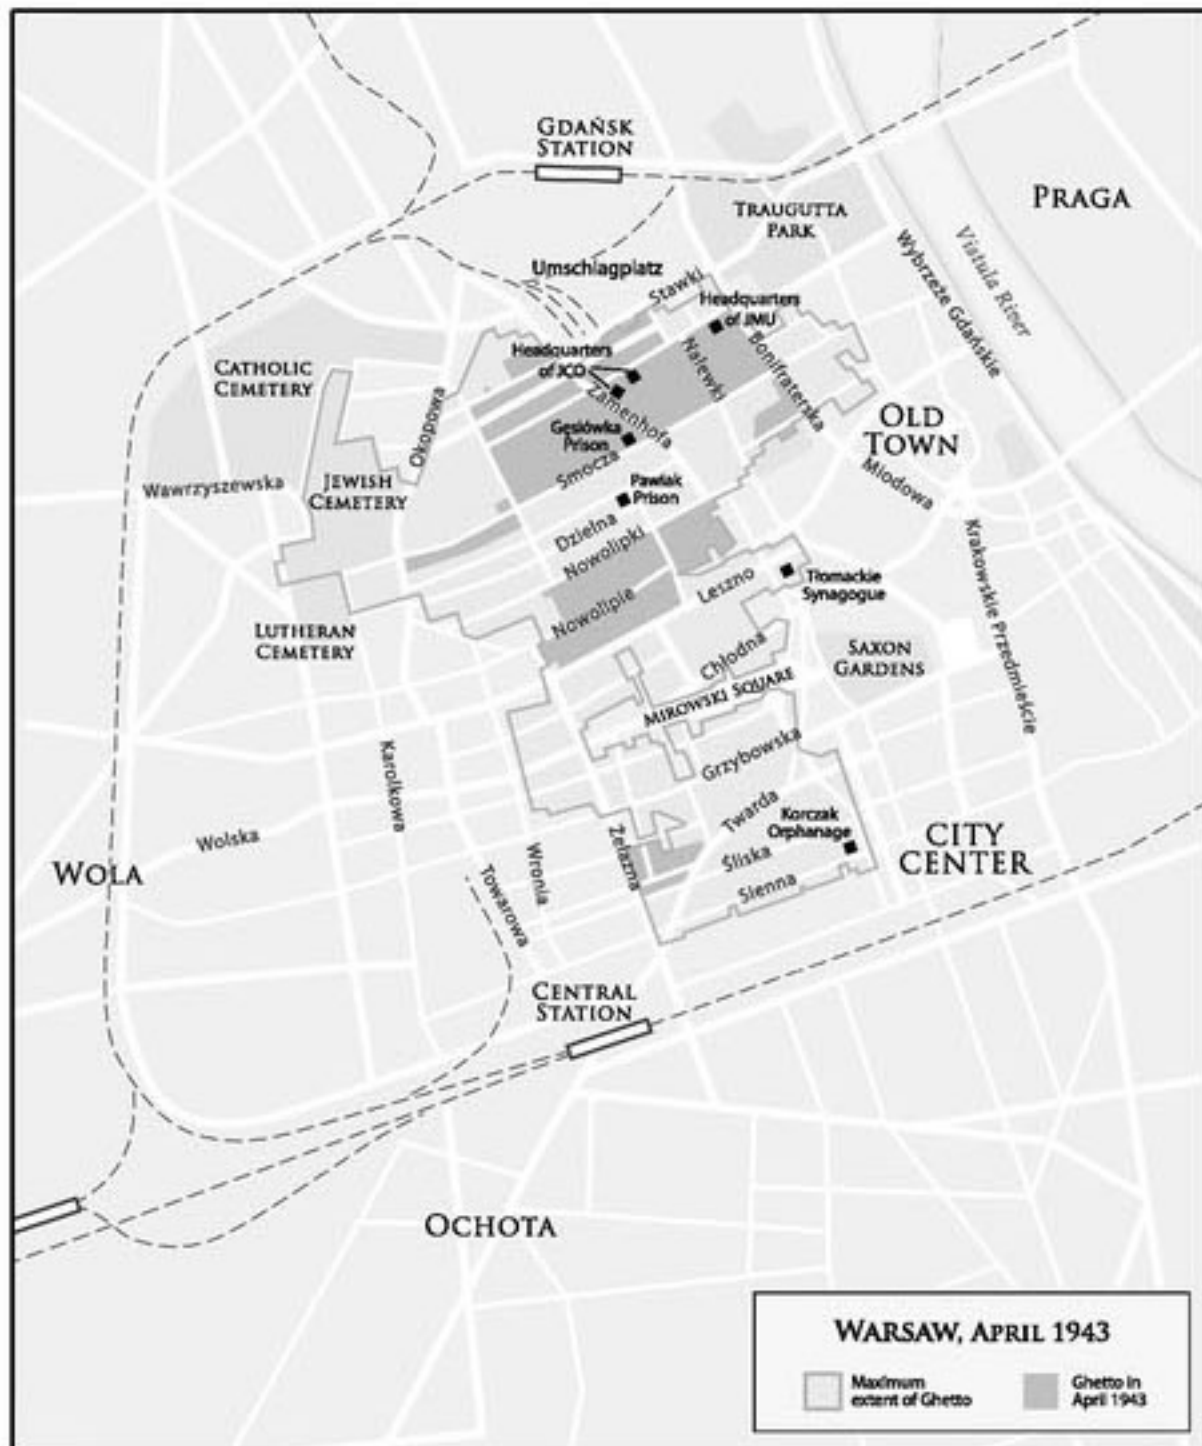 GDAŃSK
STATION
PRAGA
TRAUGUTTA
PARK
Vistula River
Wybrzeże Gdańskie
Umschlagplatz
Stawki
Headquarters
of JMU
Headquarters
of JCO
Nalewki
Bonifraterska
CATHOLIC
CEMETERY
Okopowa
Zamenhofa
OLD
TOWN
Gęsiówka
Prison
Smocza
Miodowa
Wawrzyszewska
JEWISH
CEMETERY
Pawiak
Prison
Dzielna
Nowolipki
Krakowskie Przedmieście
Leszno
Tłomackie
Synagogue
Nowolipie
LUTHERAN
CEMETERY
Chłodna
SAXON
GARDENS
MIROWSKI SQUARE
Grzybowska
Karolkowa
Twarda
Korczak
Orphanage
Wolska
Żelazna
Śliska
CITY
CENTER
WOLA
Wronia
Sienna
Towarowa
CENTRAL
STATION
OCHOTA
WARSAW, APRIL 1943
Maximum
extent of Ghetto
Ghetto in
April 1943